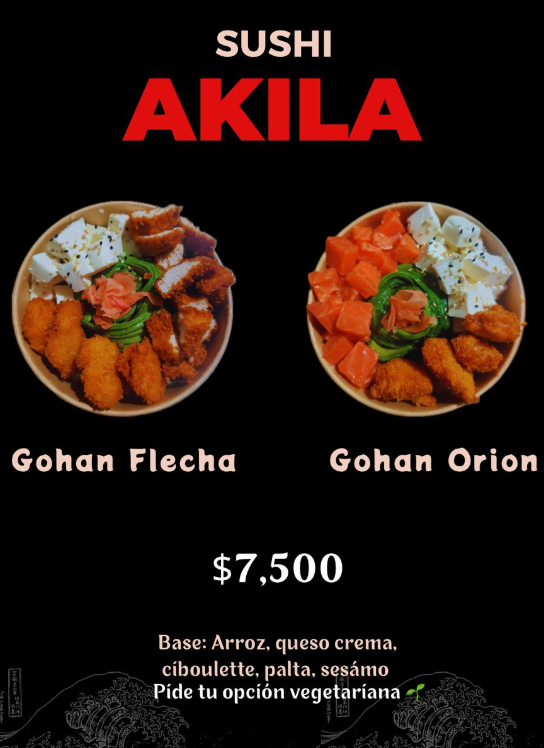 SUSHI
AKILA
Gohan Flecha
Gohan Orion
$7,500
Base: Arroz, queso crema,
ciboulette, palta, sesámo
Pide tu opción vegetariana 🌱